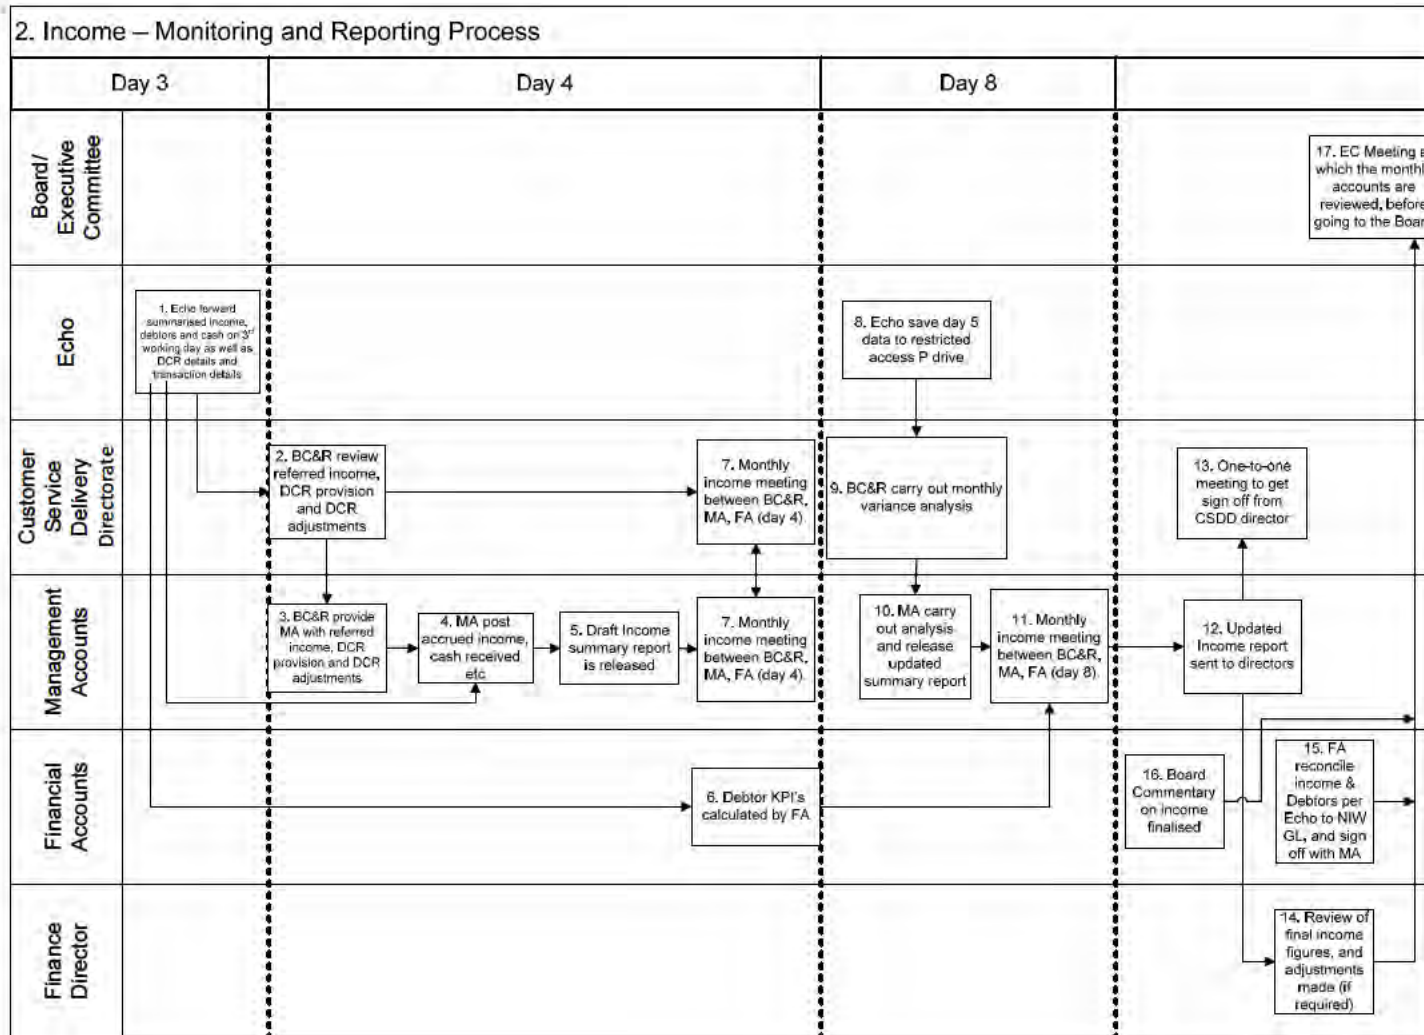 2. Income – Monitoring and Reporting Process
Day 3
Day 4
Day 8
Board/
Executive
Committee
17. EC Meeting a
which the monthl
accounts are
reviewed, before
going to the Boar
Echo
1. Echo forward
summarised income,
debtors and cash on 3rd
working day as well as
DCR details and
transaction details
8. Echo save day 5
data to restricted
access P drive
Customer
Service
Delivery
Directorate
2. BC&R review
referred income,
DCR provision
and DCR
adjustments
7. Monthly
income meeting
between BC&R,
MA, FA (day 4)
9. BC&R carry out monthly
variance analysis
13. One-to-one
meeting to get
sign off from
CSDD director
Management
Accounts
3. BC&R provide
MA with referred
income, DCR
provision and DCR
adjustments
4. MA post
accrued income,
cash received
etc
5. Draft Income
summary report
is released
7. Monthly
income meeting
between BC&R,
MA, FA (day 4).
10. MA carry
out analysis
and release
updated
summary report
11. Monthly
income meeting
between BC&R,
MA, FA (day 8)
12. Updated
Income report
sent to directors
Financial
Accounts
6. Debtor KPI's
calculated by FA
16. Board
Commentary
on income
finalised
15. FA
reconcile
income &
Debtors per
Echo to NIW
GL, and sign
off with MA
Finance
Director
14. Review of
final income
figures, and
adjustments
made (if
required)